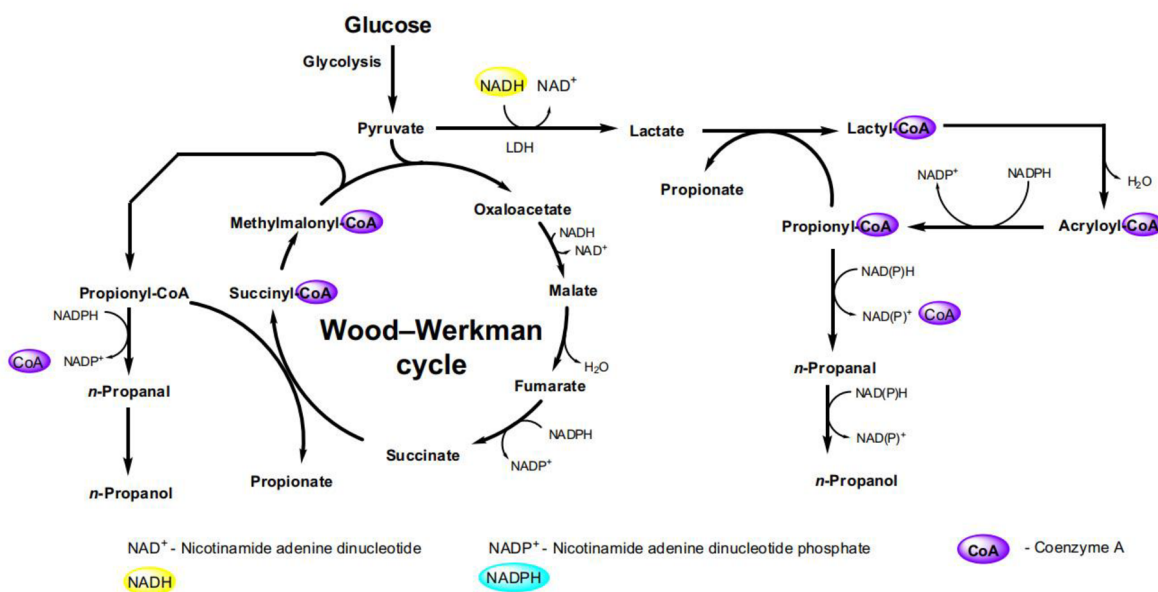 Glucose
Glycolysis
NADH NAD⁺
Pyruvate
LDH
Lactate
Lactyl-CoA
Propionate
NADP⁺ NADPH
H₂O
Methylmalonyl-CoA
Oxaloacetate
Propionyl-CoA
Acryloyl-CoA
NADH
NAD⁺
Propionyl-CoA
Succinyl-CoA
Malate
NAD(P)H
NADPH
NAD(P)⁺ CoA
Wood–Werkman
cycle
CoA NADP⁺
H₂O
n-Propanal
Fumarate
n-Propanal
NAD(P)H
NADPH
NAD(P)⁺
Succinate
NADP⁺
n-Propanol
Propionate
n-Propanol
NAD⁺ - Nicotinamide adenine dinucleotide
NADP⁺ - Nicotinamide adenine dinucleotide phosphate
CoA - Coenzyme A
NADH
NADPH